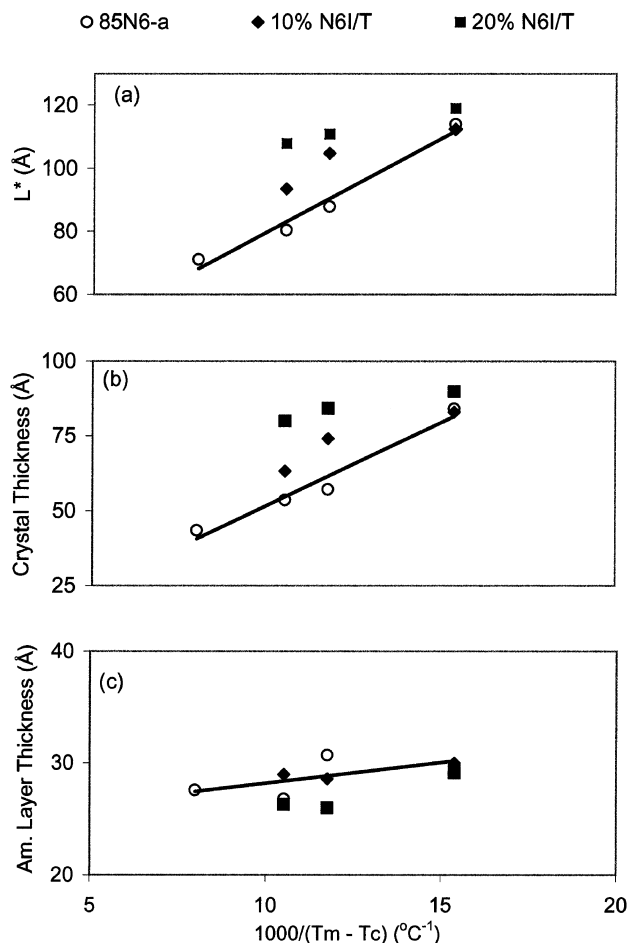 85N6-a 10% N6I/T 20% N6I/T
(a)
L* (Å)
120
100
80
60
(b)
Crystal Thickness (Å)
100
75
50
25
(c)
Am. Layer Thickness (Å)
40
30
20
5 10 15 20
1000/(Tm - Tc) (°C⁻¹)